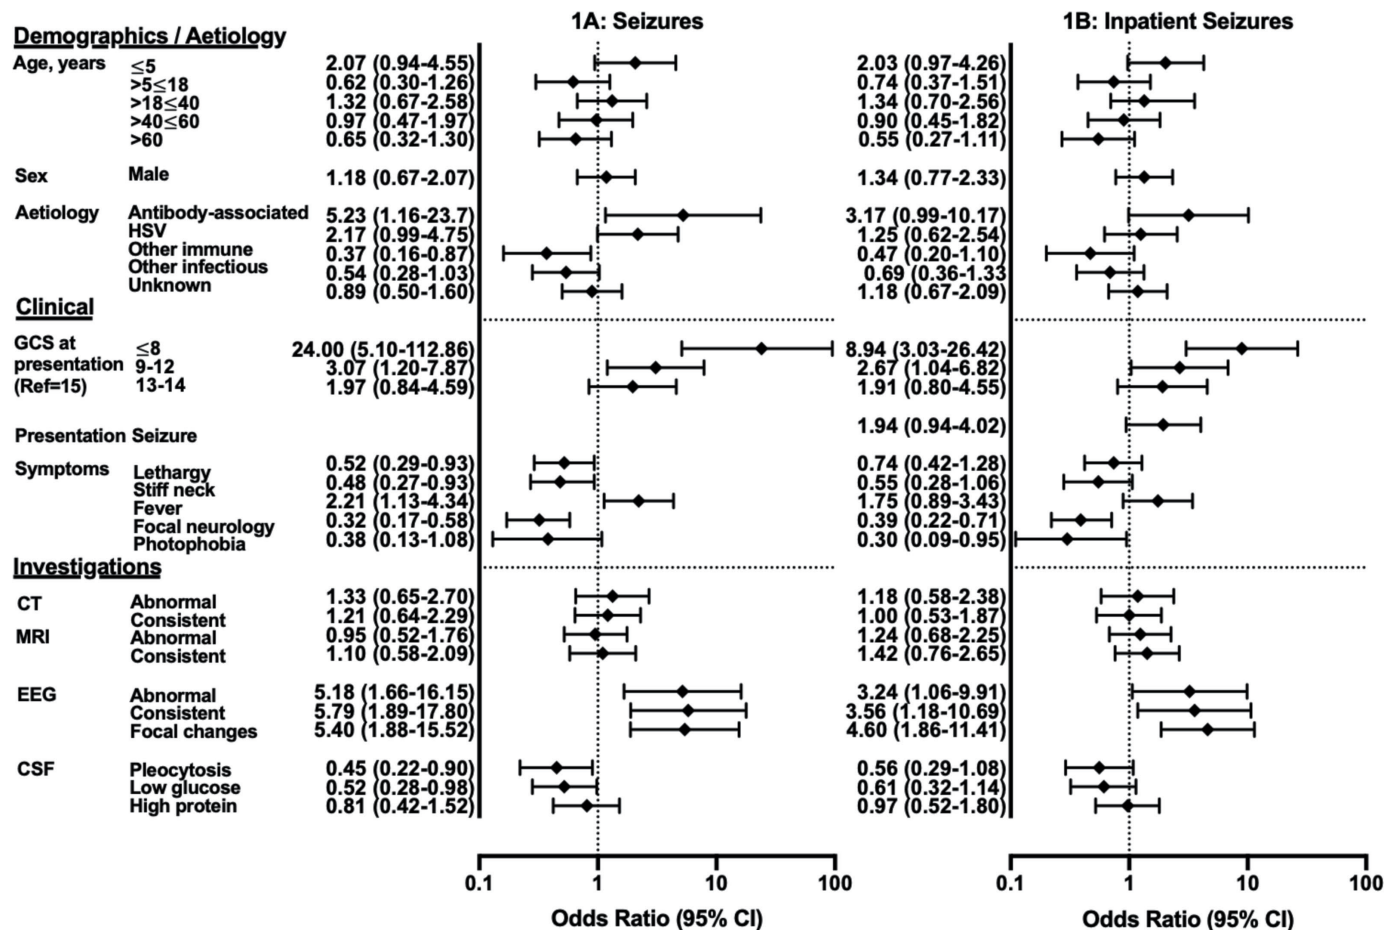 1A: Seizures 1B: Inpatient Seizures
Demographics / Aetiology
Age, years ≤5 2.07 (0.94-4.55) 2.03 (0.97-4.26)
>5≤18 0.62 (0.30-1.26) 0.74 (0.37-1.51)
>18≤40 1.32 (0.67-2.58) 1.34 (0.70-2.56)
>40≤60 0.97 (0.47-1.97) 0.90 (0.45-1.82)
>60 0.65 (0.32-1.30) 0.55 (0.27-1.11)
Sex Male 1.18 (0.67-2.07) 1.34 (0.77-2.33)
Aetiology Antibody-associated 5.23 (1.16-23.7) 3.17 (0.99-10.17)
HSV 2.17 (0.99-4.75) 1.25 (0.62-2.54)
Other immune 0.37 (0.16-0.87) 0.47 (0.20-1.10)
Other infectious 0.54 (0.28-1.03) 0.69 (0.36-1.33
Unknown 0.89 (0.50-1.60) 1.18 (0.67-2.09)
Clinical
GCS at ≤8 24.00 (5.10-112.86) 8.94 (3.03-26.42)
presentation 9-12 3.07 (1.20-7.87) 2.67 (1.04-6.82)
(Ref=15) 13-14 1.97 (0.84-4.59) 1.91 (0.80-4.55)
Presentation Seizure 1.94 (0.94-4.02)
Symptoms Lethargy 0.52 (0.29-0.93) 0.74 (0.42-1.28)
Stiff neck 0.48 (0.27-0.93) 0.55 (0.28-1.06)
Fever 2.21 (1.13-4.34) 1.75 (0.89-3.43)
Focal neurology 0.32 (0.17-0.58) 0.39 (0.22-0.71)
Photophobia 0.38 (0.13-1.08) 0.30 (0.09-0.95)
Investigations
CT Abnormal 1.33 (0.65-2.70) 1.18 (0.58-2.38)
Consistent 1.21 (0.64-2.29) 1.00 (0.53-1.87)
MRI Abnormal 0.95 (0.52-1.76) 1.24 (0.68-2.25)
Consistent 1.10 (0.58-2.09) 1.42 (0.76-2.65)
EEG Abnormal 5.18 (1.66-16.15) 3.24 (1.06-9.91)
Consistent 5.79 (1.89-17.80) 3.56 (1.18-10.69)
Focal changes 5.40 (1.88-15.52) 4.60 (1.86-11.41)
CSF Pleocytosis 0.45 (0.22-0.90) 0.56 (0.29-1.08)
Low glucose 0.52 (0.28-0.98) 0.61 (0.32-1.14)
High protein 0.81 (0.42-1.52) 0.97 (0.52-1.80)
0.1 1 10 100 0.1 1 10 100
Odds Ratio (95% CI) Odds Ratio (95% CI)